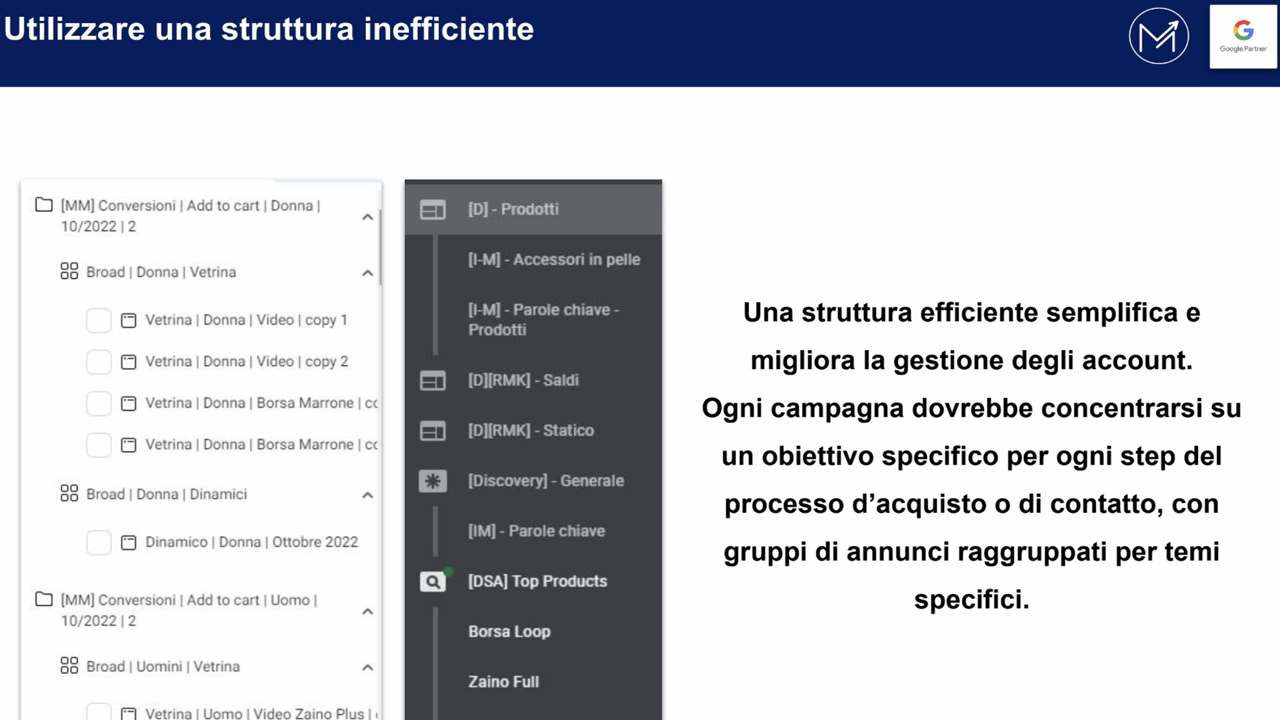 Utilizzare una struttura inefficiente
Google Partner
[MM] Conversioni | Add to cart | Donna |
10/2022 | 2
Broad | Donna | Vetrina
Vetrina | Donna | Video | copy 1
Vetrina | Donna | Video | copy 2
Vetrina | Donna | Borsa Marrone | co
Vetrina | Donna | Borsa Marrone | co
Broad | Donna | Dinamici
Dinamico | Donna | Ottobre 2022
[MM] Conversioni | Add to cart | Uomo |
10/2022 | 2
Broad | Uomini | Vetrina
Vetrina | Uomo | Video Zaino Plus |
[D] - Prodotti
[I-M] - Accessori in pelle
[I-M] - Parole chiave -
Prodotti
[D][RMK] - Saldi
[D][RMK] - Statico
[Discovery] - Generale
[IM] - Parole chiave
[DSA] Top Products
Borsa Loop
Zaino Full
Una struttura efficiente semplifica e
migliora la gestione degli account.
Ogni campagna dovrebbe concentrarsi su
un obiettivo specifico per ogni step del
processo d’acquisto o di contatto, con
gruppi di annunci raggruppati per temi
specifici.